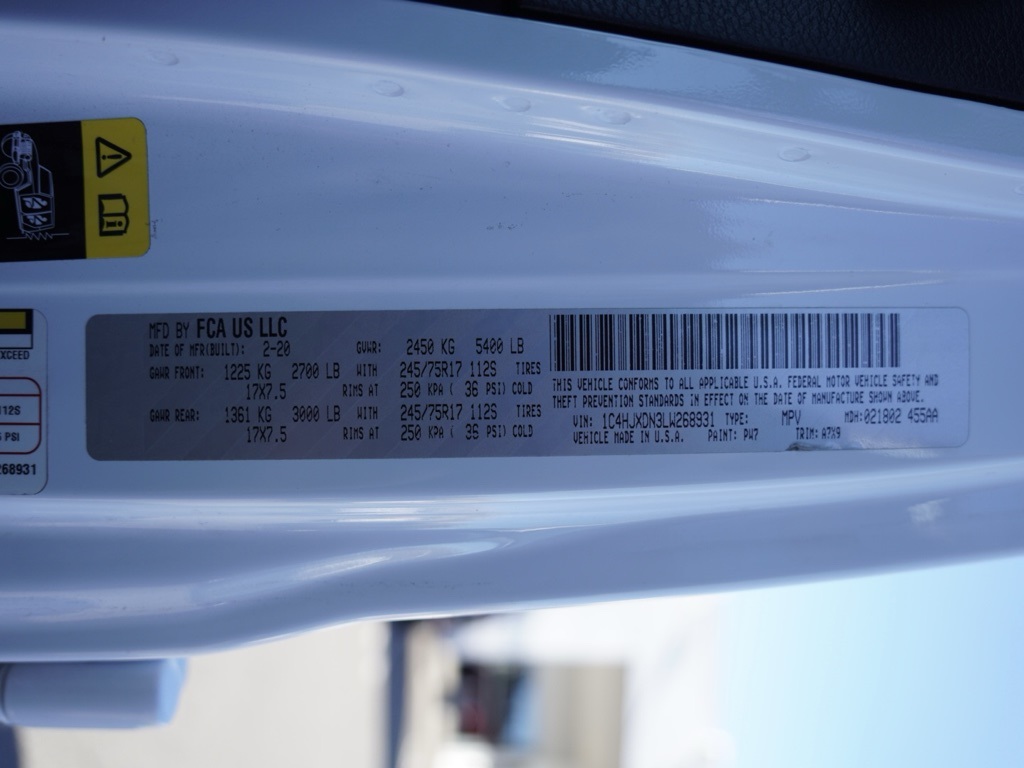 MFD BY FCA US LLC
DATE OF MFR(BUILT): 2-20 GVWR: 2450 KG 5400 LB
GAWR FRONT: 1225 KG 2700 LB WITH 245/75R17 112S TIRES
17X7.5 RIMS AT 250 KPA ( 36 PSI) COLD
GAWR REAR: 1361 KG 3000 LB WITH 245/75R17 112S TIRES
17X7.5 RIMS AT 250 KPA ( 36 PSI) COLD
THIS VEHICLE CONFORMS TO ALL APPLICABLE U.S.A. FEDERAL MOTOR VEHICLE SAFETY AND
THEFT PREVENTION STANDARDS IN EFFECT ON THE DATE OF MANUFACTURE SHOWN ABOVE.
VIN: 1C4HJXDN3LW268931 TYPE: MPV MDH:021802 455AA
VEHICLE MADE IN U.S.A. PAINT: PW7 TRIM: A7X9
EXCEED
112S
PSI
268931